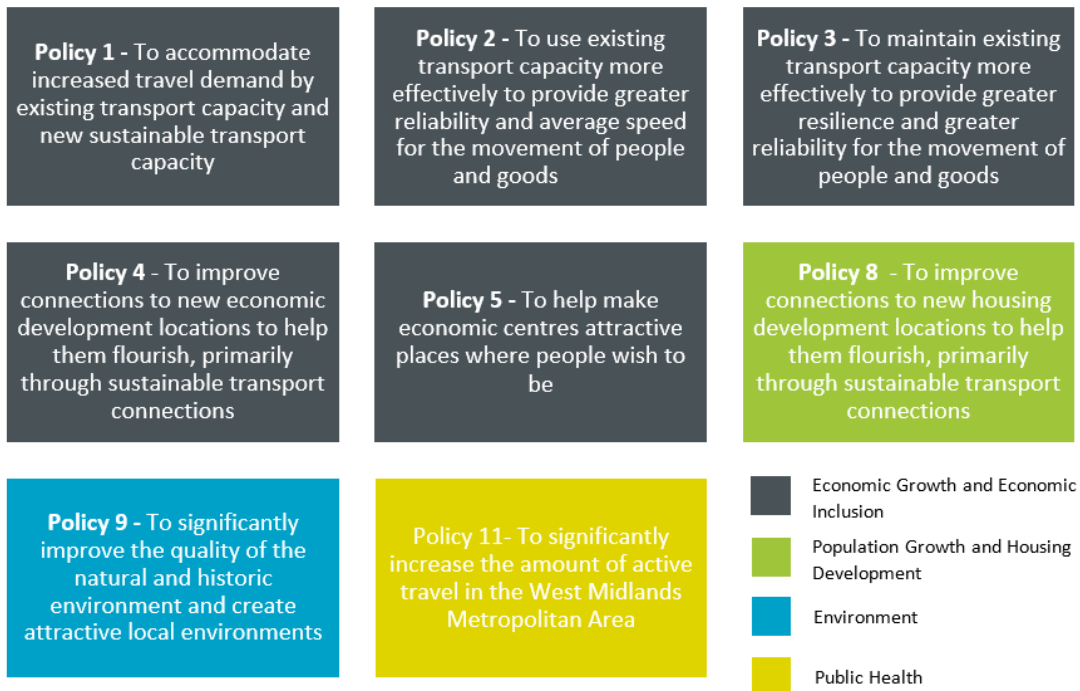 Policy 1 - To accommodate
increased travel demand by
existing transport capacity and
new sustainable transport
capacity
Policy 2 - To use existing
transport capacity more
effectively to provide greater
reliability and average speed
for the movement of people
and goods
Policy 3 - To maintain existing
transport capacity more
effectively to provide greater
resilience and greater
reliability for the movement of
people and goods
Policy 4 - To improve
connections to new economic
development locations to help
them flourish, primarily
through sustainable transport
connections
Policy 5 - To help make
economic centres attractive
places where people wish to
be
Policy 8 - To improve
connections to new housing
development locations to help
them flourish, primarily
through sustainable transport
connections
Policy 9 - To significantly
improve the quality of the
natural and historic
environment and create
attractive local environments
Policy 11- To significantly
increase the amount of active
travel in the West Midlands
Metropolitan Area
Economic Growth and Economic
Inclusion
Population Growth and Housing
Development
Environment
Public Health